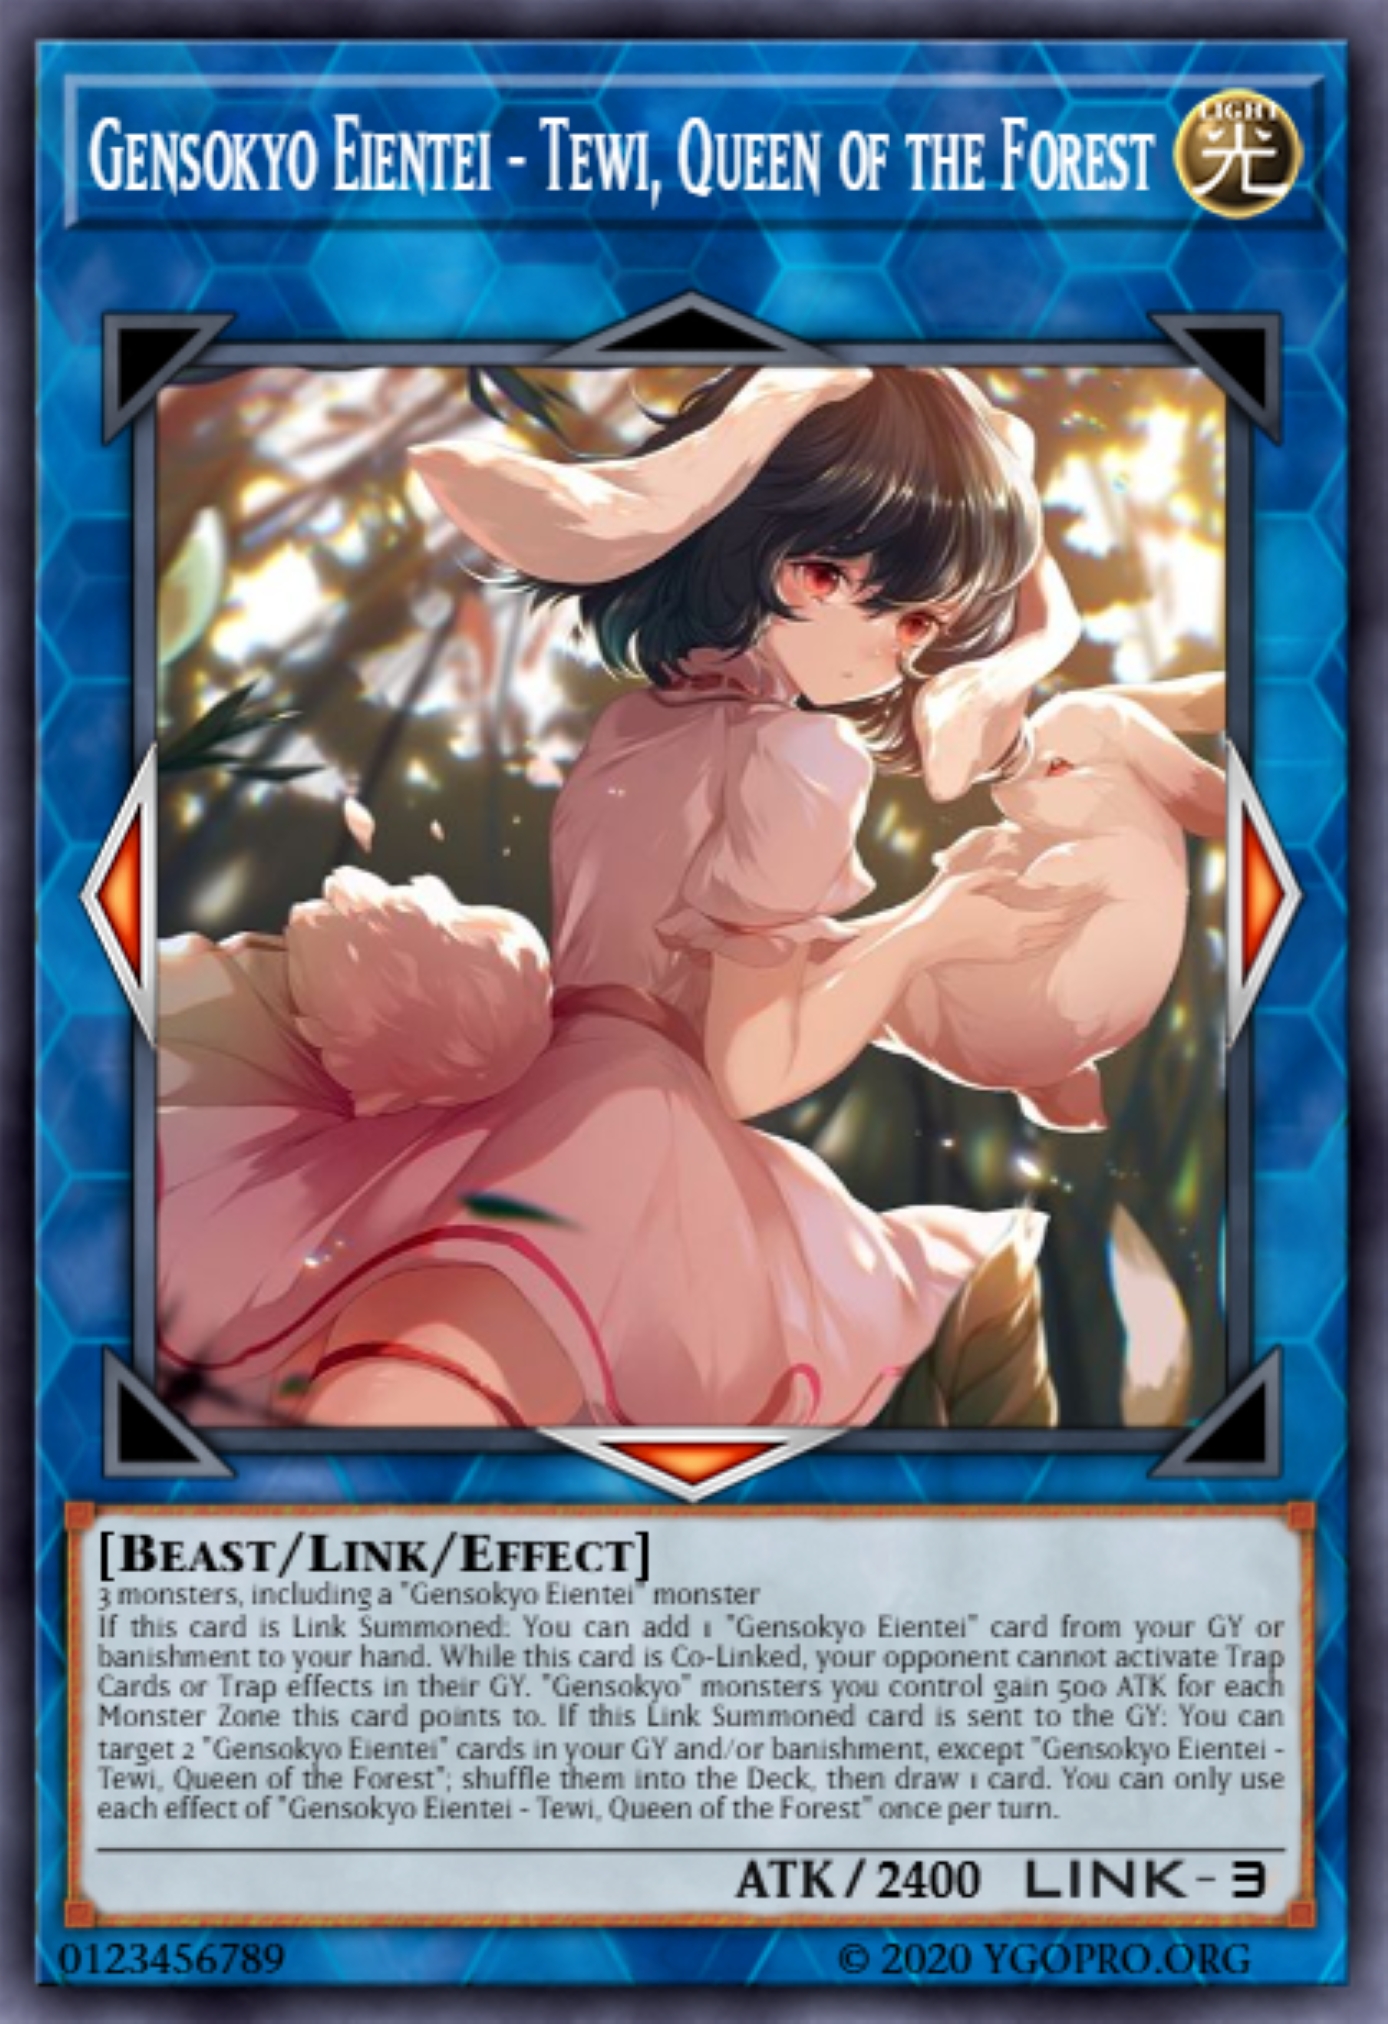 Gensokyo Eientei - Tewi, Queen of the Forest
LIGHT
光
[Beast/Link/Effect]
3 monsters, including a "Gensokyo Eientei" monster
If this card is Link Summoned: You can add 1 "Gensokyo Eientei" card from your GY or
banishment to your hand. While this card is Co-Linked, your opponent cannot activate Trap
Cards or Trap effects in their GY. "Gensokyo" monsters you control gain 500 ATK for each
Monster Zone this card points to. If this Link Summoned card is sent to the GY: You can
target 2 "Gensokyo Eientei" cards in your GY and/or banishment, except "Gensokyo Eientei -
Tewi, Queen of the Forest"; shuffle them into the Deck, then draw 1 card. You can only use
each effect of "Gensokyo Eientei - Tewi, Queen of the Forest" once per turn.
ATK/2400 LINK-3
0123456789 © 2020 YGOPRO.ORG